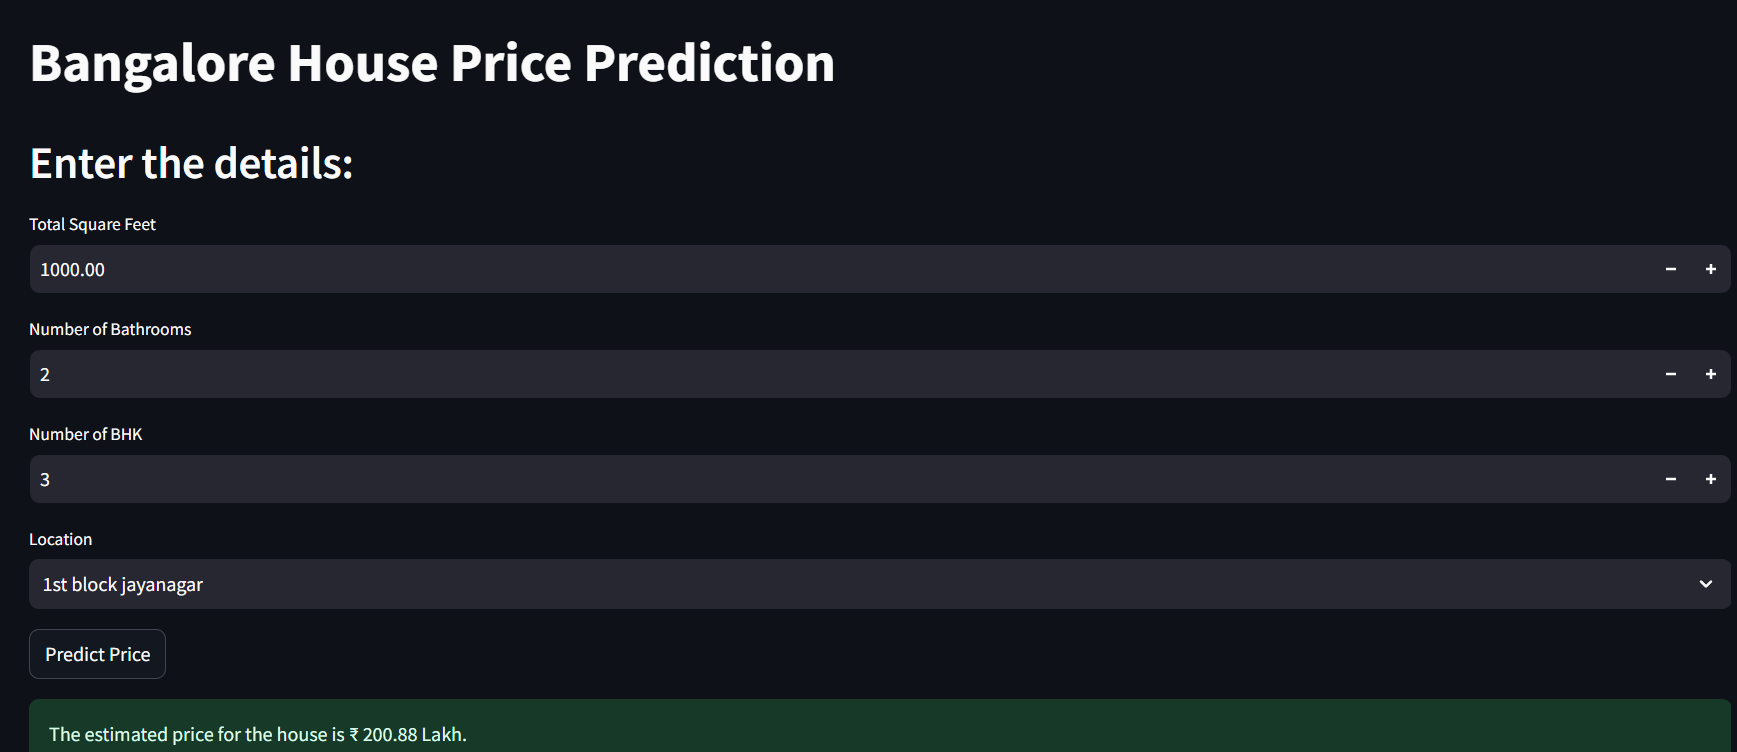 Bangalore House Price Prediction
Enter the details:
Total Square Feet
1000.00
Number of Bathrooms
2
Number of BHK
3
Location
1st block jayanagar
Predict Price
The estimated price for the house is ₹ 200.88 Lakh.